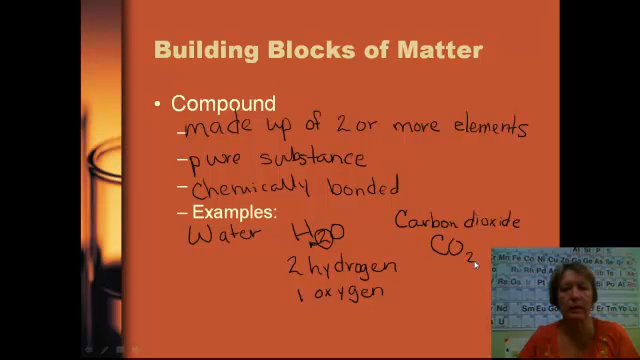 Building Blocks of Matter
• Compound
– made up of 2 or more elements
– pure substance
– chemically bonded
– Examples:
Water H2O
2 hydrogen
1 oxygen
Carbon dioxide
CO2